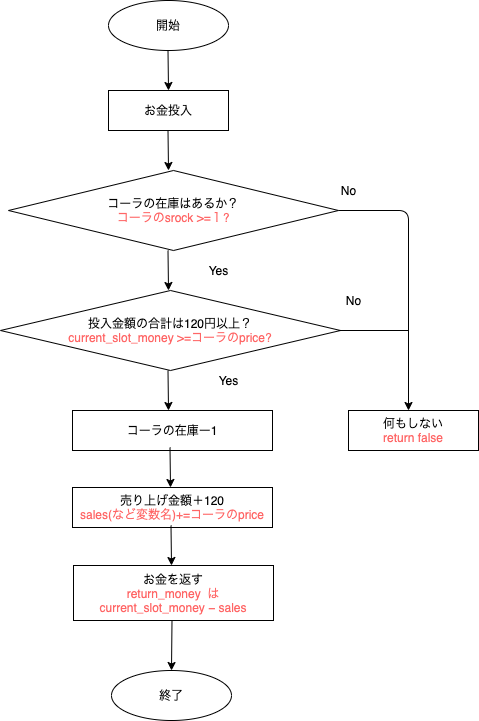 開始
お金投入
コーラの在庫はあるか？
コーラのsrock >=１?
No
Yes
投入金額の合計は120円以上？
current_slot_money >=コーラのprice?
No
Yes
コーラの在庫ー1
何もしない
return false
売り上げ金額＋120
sales(など変数名)+=コーラのprice
お金を返す
return_money は
current_slot_money − sales
終了